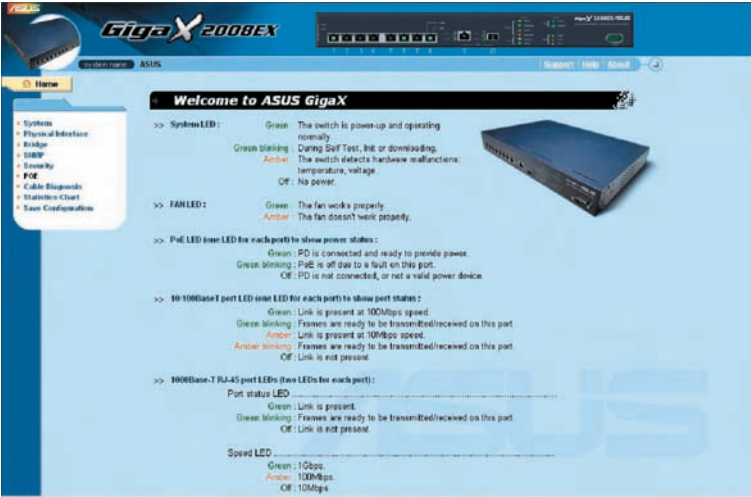 ASUS
GigaX 2008EX
1 2 3 4 5 6 7 8
system name ASUS
Support Help About
Home
System
Physical Interface
Bridge
SNMP
Security
POE
Cable Diagnosis
Statistics Chart
Save Configuration
Welcome to ASUS GigaX
>> System LED :
Green : The switch is power-up and operating
normally.
Green blinking : During Self Test, Init or downloading.
Amber : The switch detects hardware malfunctions:
temperature, voltage.
Off : No power.
>> FAN LED :
Green : The fan works properly.
Amber : The fan doesn't work properly.
>> PoE LED (one LED for each port) to show power status :
Green : PD is connected and ready to provide power.
Green blinking : PoE is off due to a fault on this port.
Off : PD is not connected, or not a valid power device.
>> 10/100BaseT port LED (one LED for each port) to show port status :
Green : Link is present at 100Mbps speed.
Green blinking : Frames are ready to be transmitted/received on this port.
Amber : Link is present at 10Mbps speed.
Amber blinking : Frames are ready to be transmitted/received on this port.
Off : Link is not present.
>> 1000Base-T RJ-45 port LEDs (two LEDs for each port) :
Port status LED
Green : Link is present.
Green blinking : Frames are ready to be transmitted/received on this port.
Off : Link is not present.
Speed LED
Green : 1Gbps.
Amber : 100Mbps.
Off : 10Mbps.
ASUS